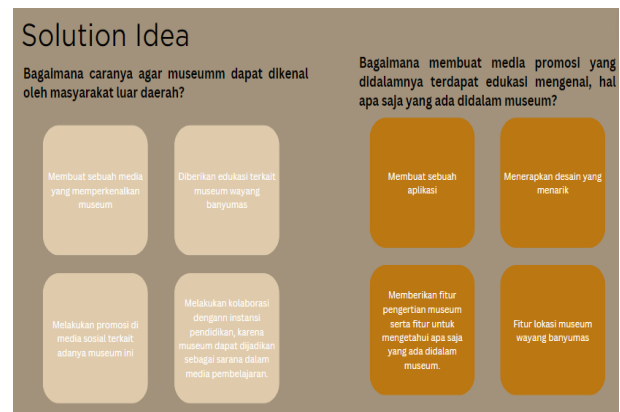 Solution Idea
Bagaimana caranya agar museumm dapat dikenal
oleh masyarakat luar daerah?
Membuat sebuah media
yang memperkenalkan
museum
Diberikan edukasi terkait
museum wayang
banyumas
Melakukan promosi di
media sosial terkait
adanya museum ini
Melakukan kolaborasi
dengann instansi
pendidikan, karena
museum dapat dijadikan
sebagai sarana dalam
media pembelajaran.
Bagaimana membuat media promosi yang
didalamnya terdapat edukasi mengenai, hal
apa saja yang ada didalam museum?
Membuat sebuah
aplikasi
Menerapkan desain yang
menarik
Memberikan fitur
pengertian museum
serta fitur untuk
mengetahui apa saja
yang ada didalam
museum.
Fitur lokasi museum
wayang banyumas